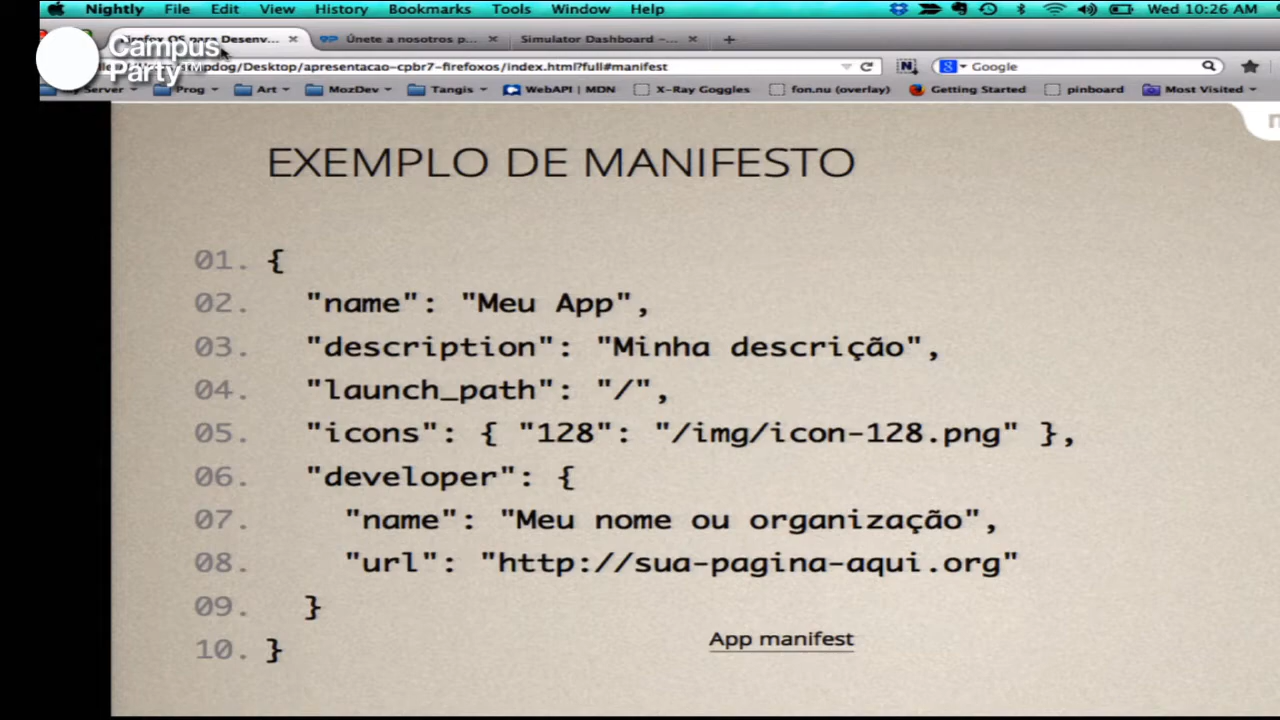 Nightly File Edit View History Bookmarks Tools Window Help Wed 10:26 AM
Firefox OS para Desenv... Únete a nosotros p... Simulator Dashboard –...
Campus
Party
/Desktop/apresentacao-cpbr7-firefoxos/index.html?full#manifest Google
Server Prog Art MozDev Tangis WebAPI | MDN X-Ray Goggles fon.nu (overlay) Getting Started pinboard Most Visited
EXEMPLO DE MANIFESTO
01. {
02. "name": "Meu App",
03. "description": "Minha descrição",
04. "launch_path": "/",
05. "icons": { "128": "/img/icon-128.png" },
06. "developer": {
07. "name": "Meu nome ou organização",
08. "url": "http://sua-pagina-aqui.org"
09. }
10. }
App manifest